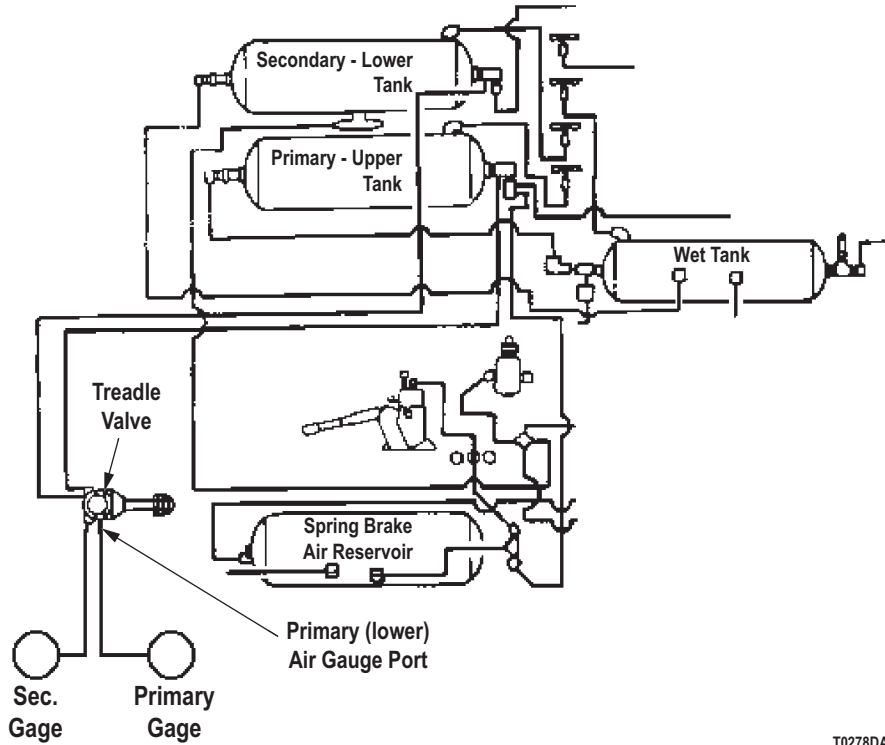 Secondary - Lower
Tank
Primary - Upper
Tank
Wet Tank
Treadle
Valve
Spring Brake
Air Reservoir
Primary (lower)
Air Gauge Port
Sec.
Gage
Primary
Gage
T0278DA